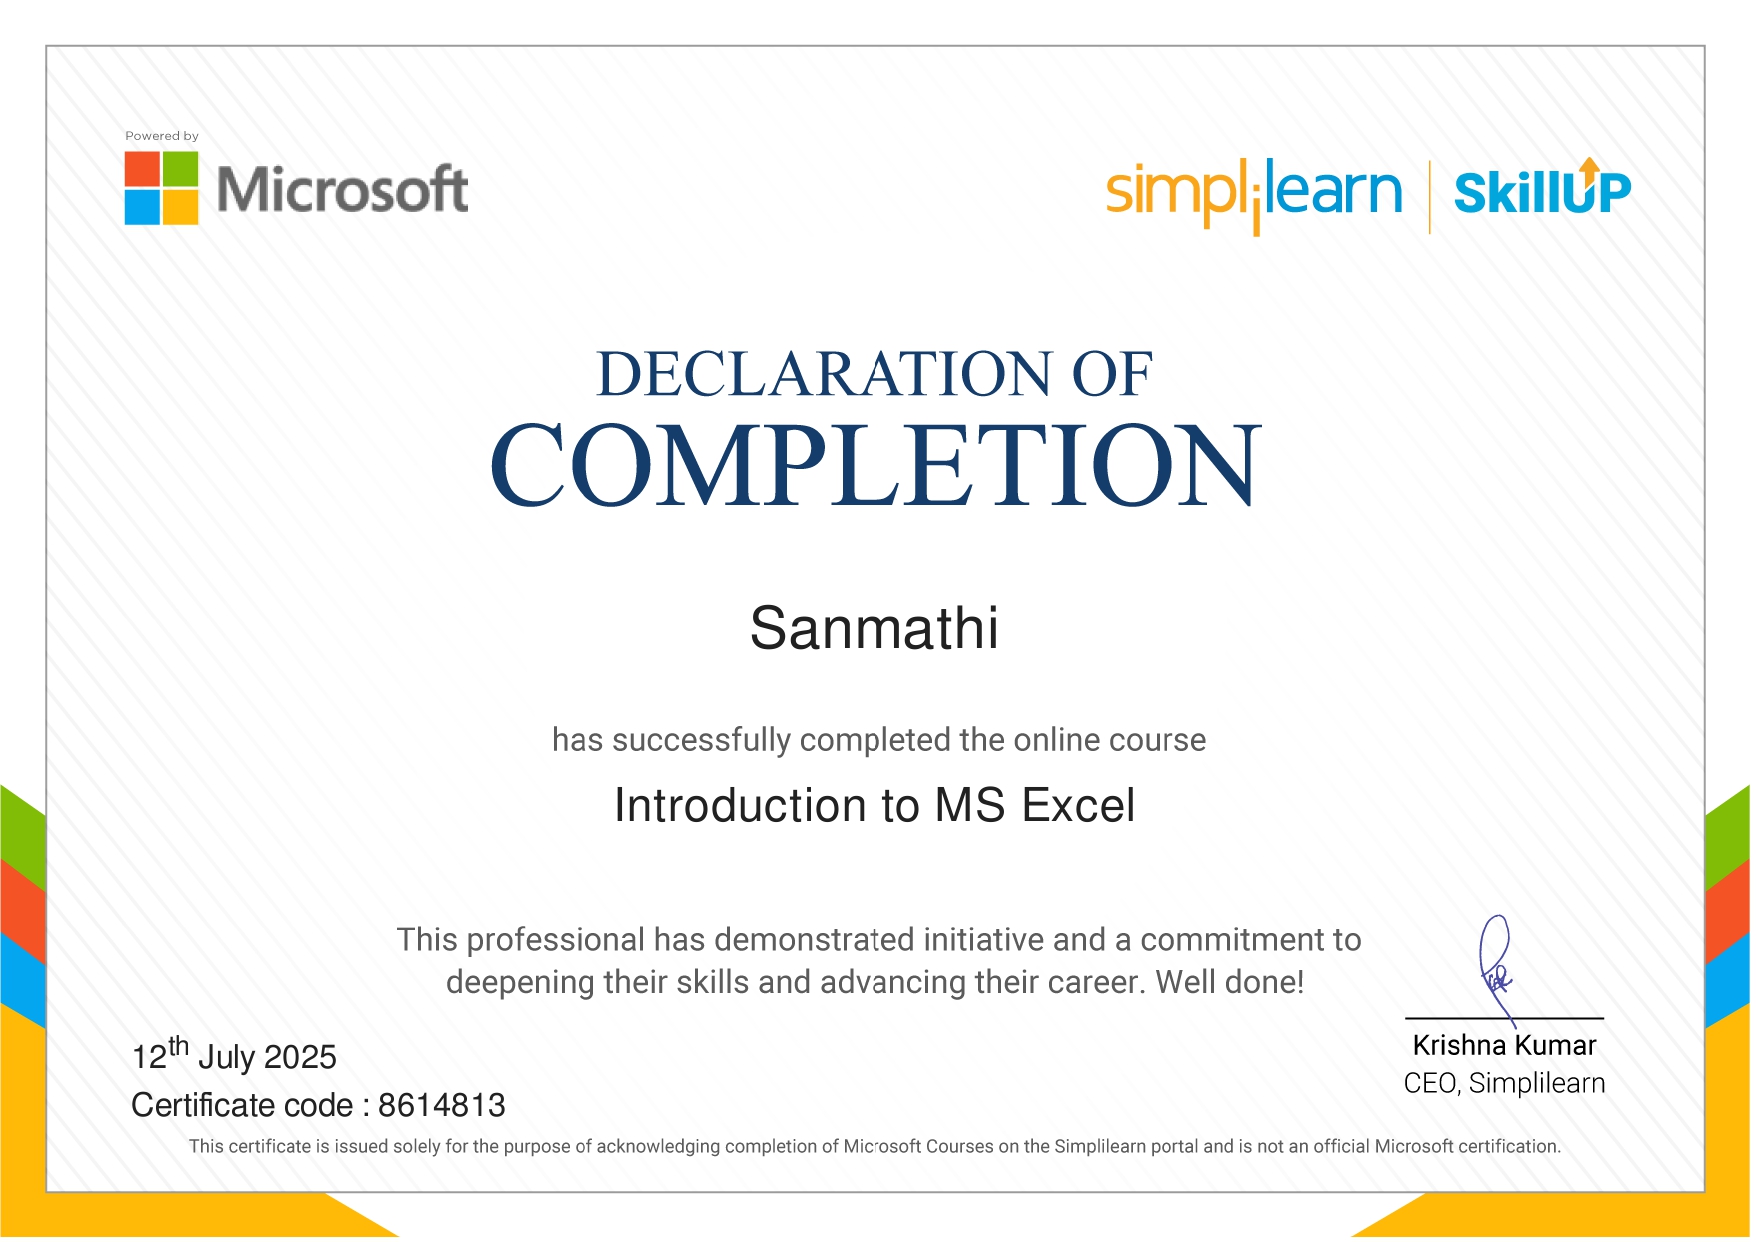 Powered by
Microsoft
simplilearn | SkillUP
DECLARATION OF
COMPLETION
Sanmathi
has successfully completed the online course
Introduction to MS Excel
This professional has demonstrated initiative and a commitment to
deepening their skills and advancing their career. Well done!
12th July 2025
Krishna Kumar
CEO, Simplilearn
Certificate code : 8614813
This certificate is issued solely for the purpose of acknowledging completion of Microsoft Courses on the Simplilearn portal and is not an official Microsoft certification.